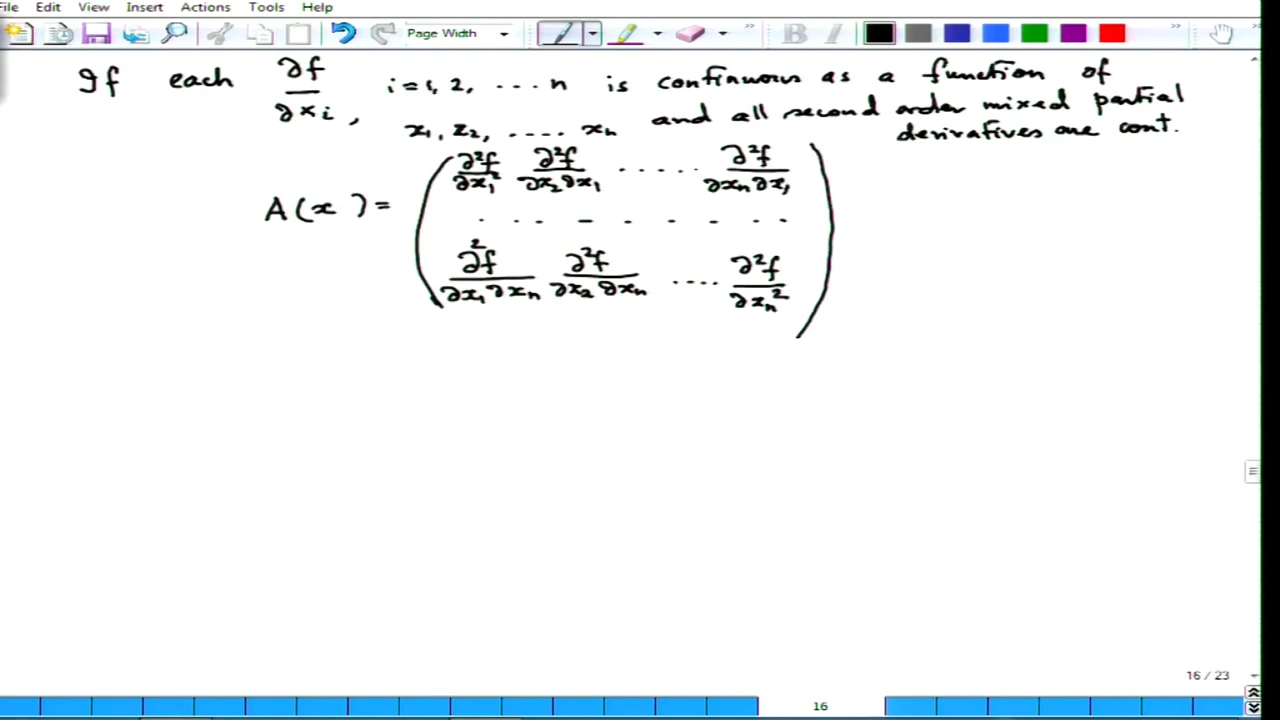 File Edit View Insert Actions Tools Help
Page Width
If each ∂f/∂xᵢ, i = 1, 2, .... n is continuous as a function of
x₁, x₂, .... xₙ and all second order mixed partial
derivatives are cont.
A(x) = ( ∂²f/∂x₁² ∂²f/∂x₂∂x₁ ...... ∂²f/∂xₙ∂x₁
. . . – . . – . .
∂²f/∂x₁∂xₙ ∂²f/∂x₂∂xₙ .... ∂²f/∂xₙ² )
16 / 23
16